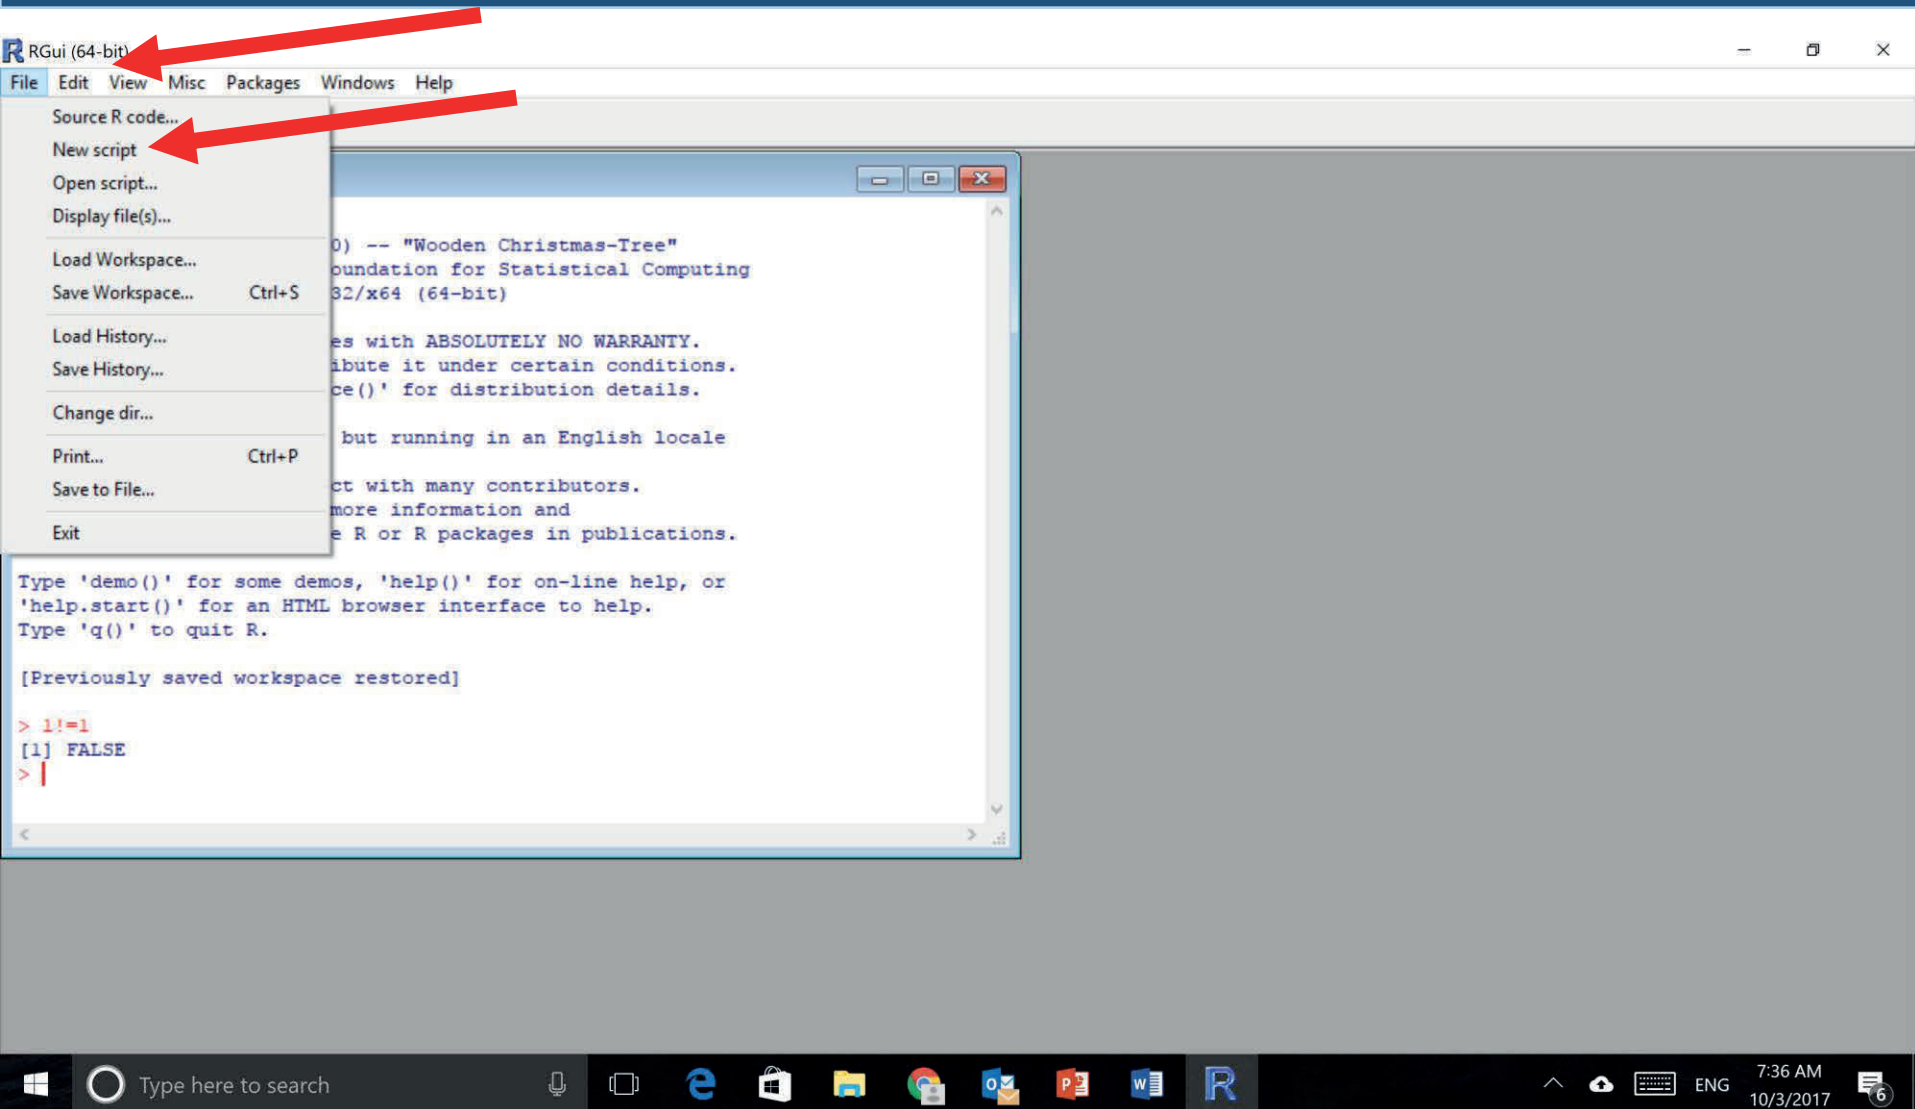 RGui (64-bit)
File Edit View Misc Packages Windows Help
Source R code...
New script
Open script...
Display file(s)...
Load Workspace...
Save Workspace... Ctrl+S
Load History...
Save History...
Change dir...
Print... Ctrl+P
Save to File...
Exit
0) -- "Wooden Christmas-Tree"
oundation for Statistical Computing
32/x64 (64-bit)
es with ABSOLUTELY NO WARRANTY.
ibute it under certain conditions.
ce()' for distribution details.
but running in an English locale
ct with many contributors.
more information and
e R or R packages in publications.
Type 'demo()' for some demos, 'help()' for on-line help, or
'help.start()' for an HTML browser interface to help.
Type 'q()' to quit R.
[Previously saved workspace restored]
> 1!=1
[1] FALSE
>
Type here to search
ENG
7:36 AM
10/3/2017
6